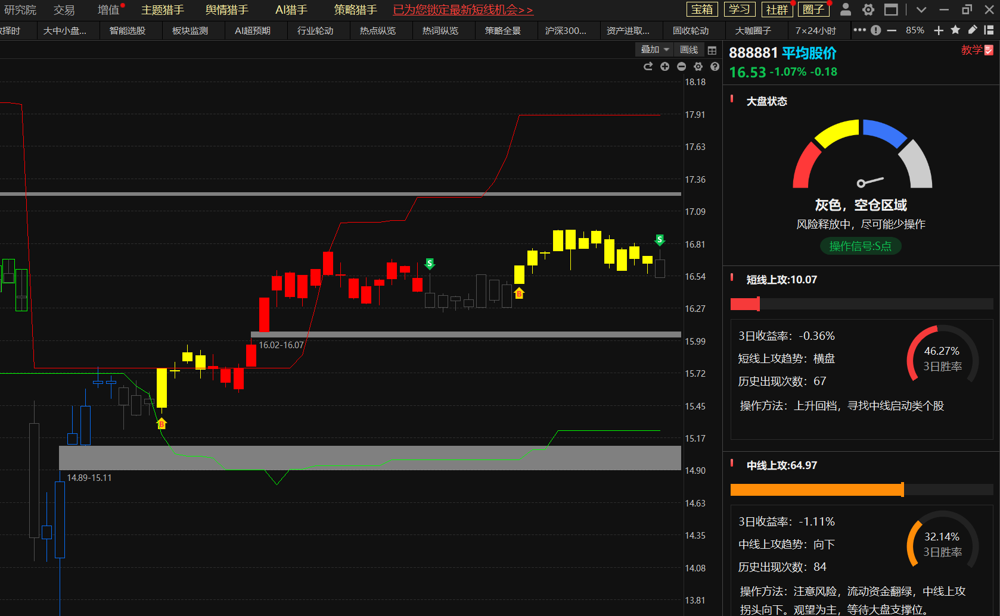 研究院 交易 增值 主题猎手 舆情猎手 AI猎手 策略猎手 已为您锁定最新短线机会>> 宝箱 学习 社群 圈子
择时 大中小盘... 智能选股 板块监测 AI超预期 行业轮动 热点纵览 热词纵览 策略全景 沪深300... 资产进取... 固收轮动 大咖圈子 7×24小时 85%
叠加 画线
888881 平均股价 教学
16.53 -1.07% -0.18
大盘状态
灰色，空仓区域
风险释放中，尽可能少操作
操作信号:S点
短线上攻:10.07
3日收益率：-0.36%
短线上攻趋势：横盘
历史出现次数：67
46.27%
3日胜率
操作方法：上升回档，寻找中线启动类个股
中线上攻:64.97
3日收益率：-1.11%
中线上攻趋势：向下
历史出现次数：84
32.14%
3日胜率
操作方法：注意风险，流动资金翻绿，中线上攻
拐头向下。观望为主，等待大盘支撑位。
18.18
17.91
17.63
17.36
17.09
16.81
16.54
16.27
15.99
15.72
15.45
15.17
14.90
14.63
14.35
14.08
13.81
S
S
B
B
16.02-16.07
14.89-15.11